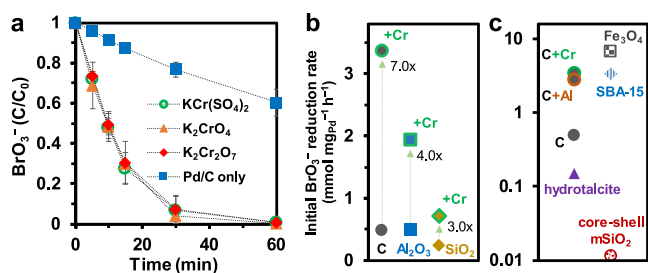 a
BrO₃⁻ (C/C₀)
1
0.8
0.6
0.4
0.2
0
0
15
30
45
60
Time (min)
KCr(SO₄)₂
K₂CrO₄
K₂Cr₂O₇
Pd/C only
b
Initial BrO₃⁻ reduction rate
(mmol mg_Pd⁻¹ h⁻¹)
3
2
1
0
+Cr
7.0x
+Cr
4.0x
+Cr
3.0x
C
Al₂O₃
SiO₂
c
10
1
0.1
0.01
Fe₃O₄
C+Cr
SBA-15
C+Al
C
hydrotalcite
core-shell
mSiO₂